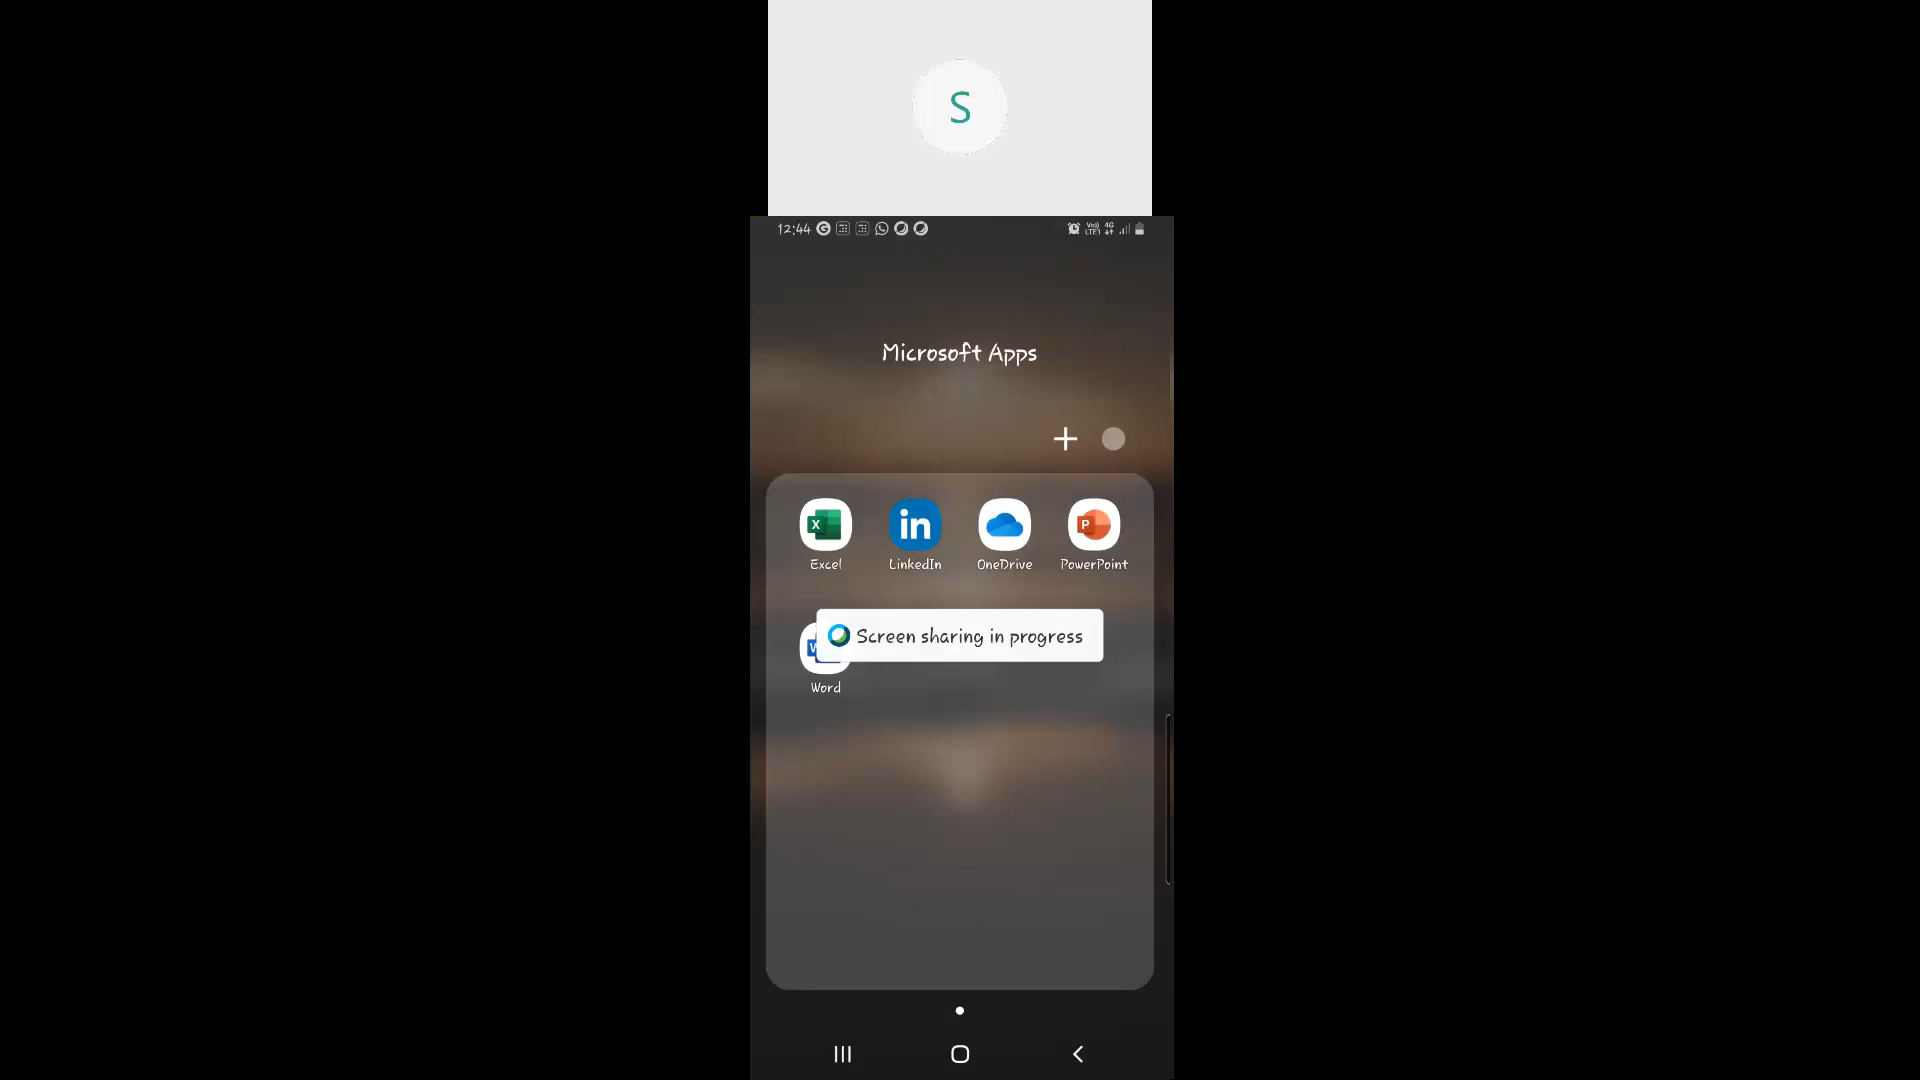 S
12:44
Microsoft Apps
Excel
LinkedIn
OneDrive
PowerPoint
Screen sharing in progress
Word